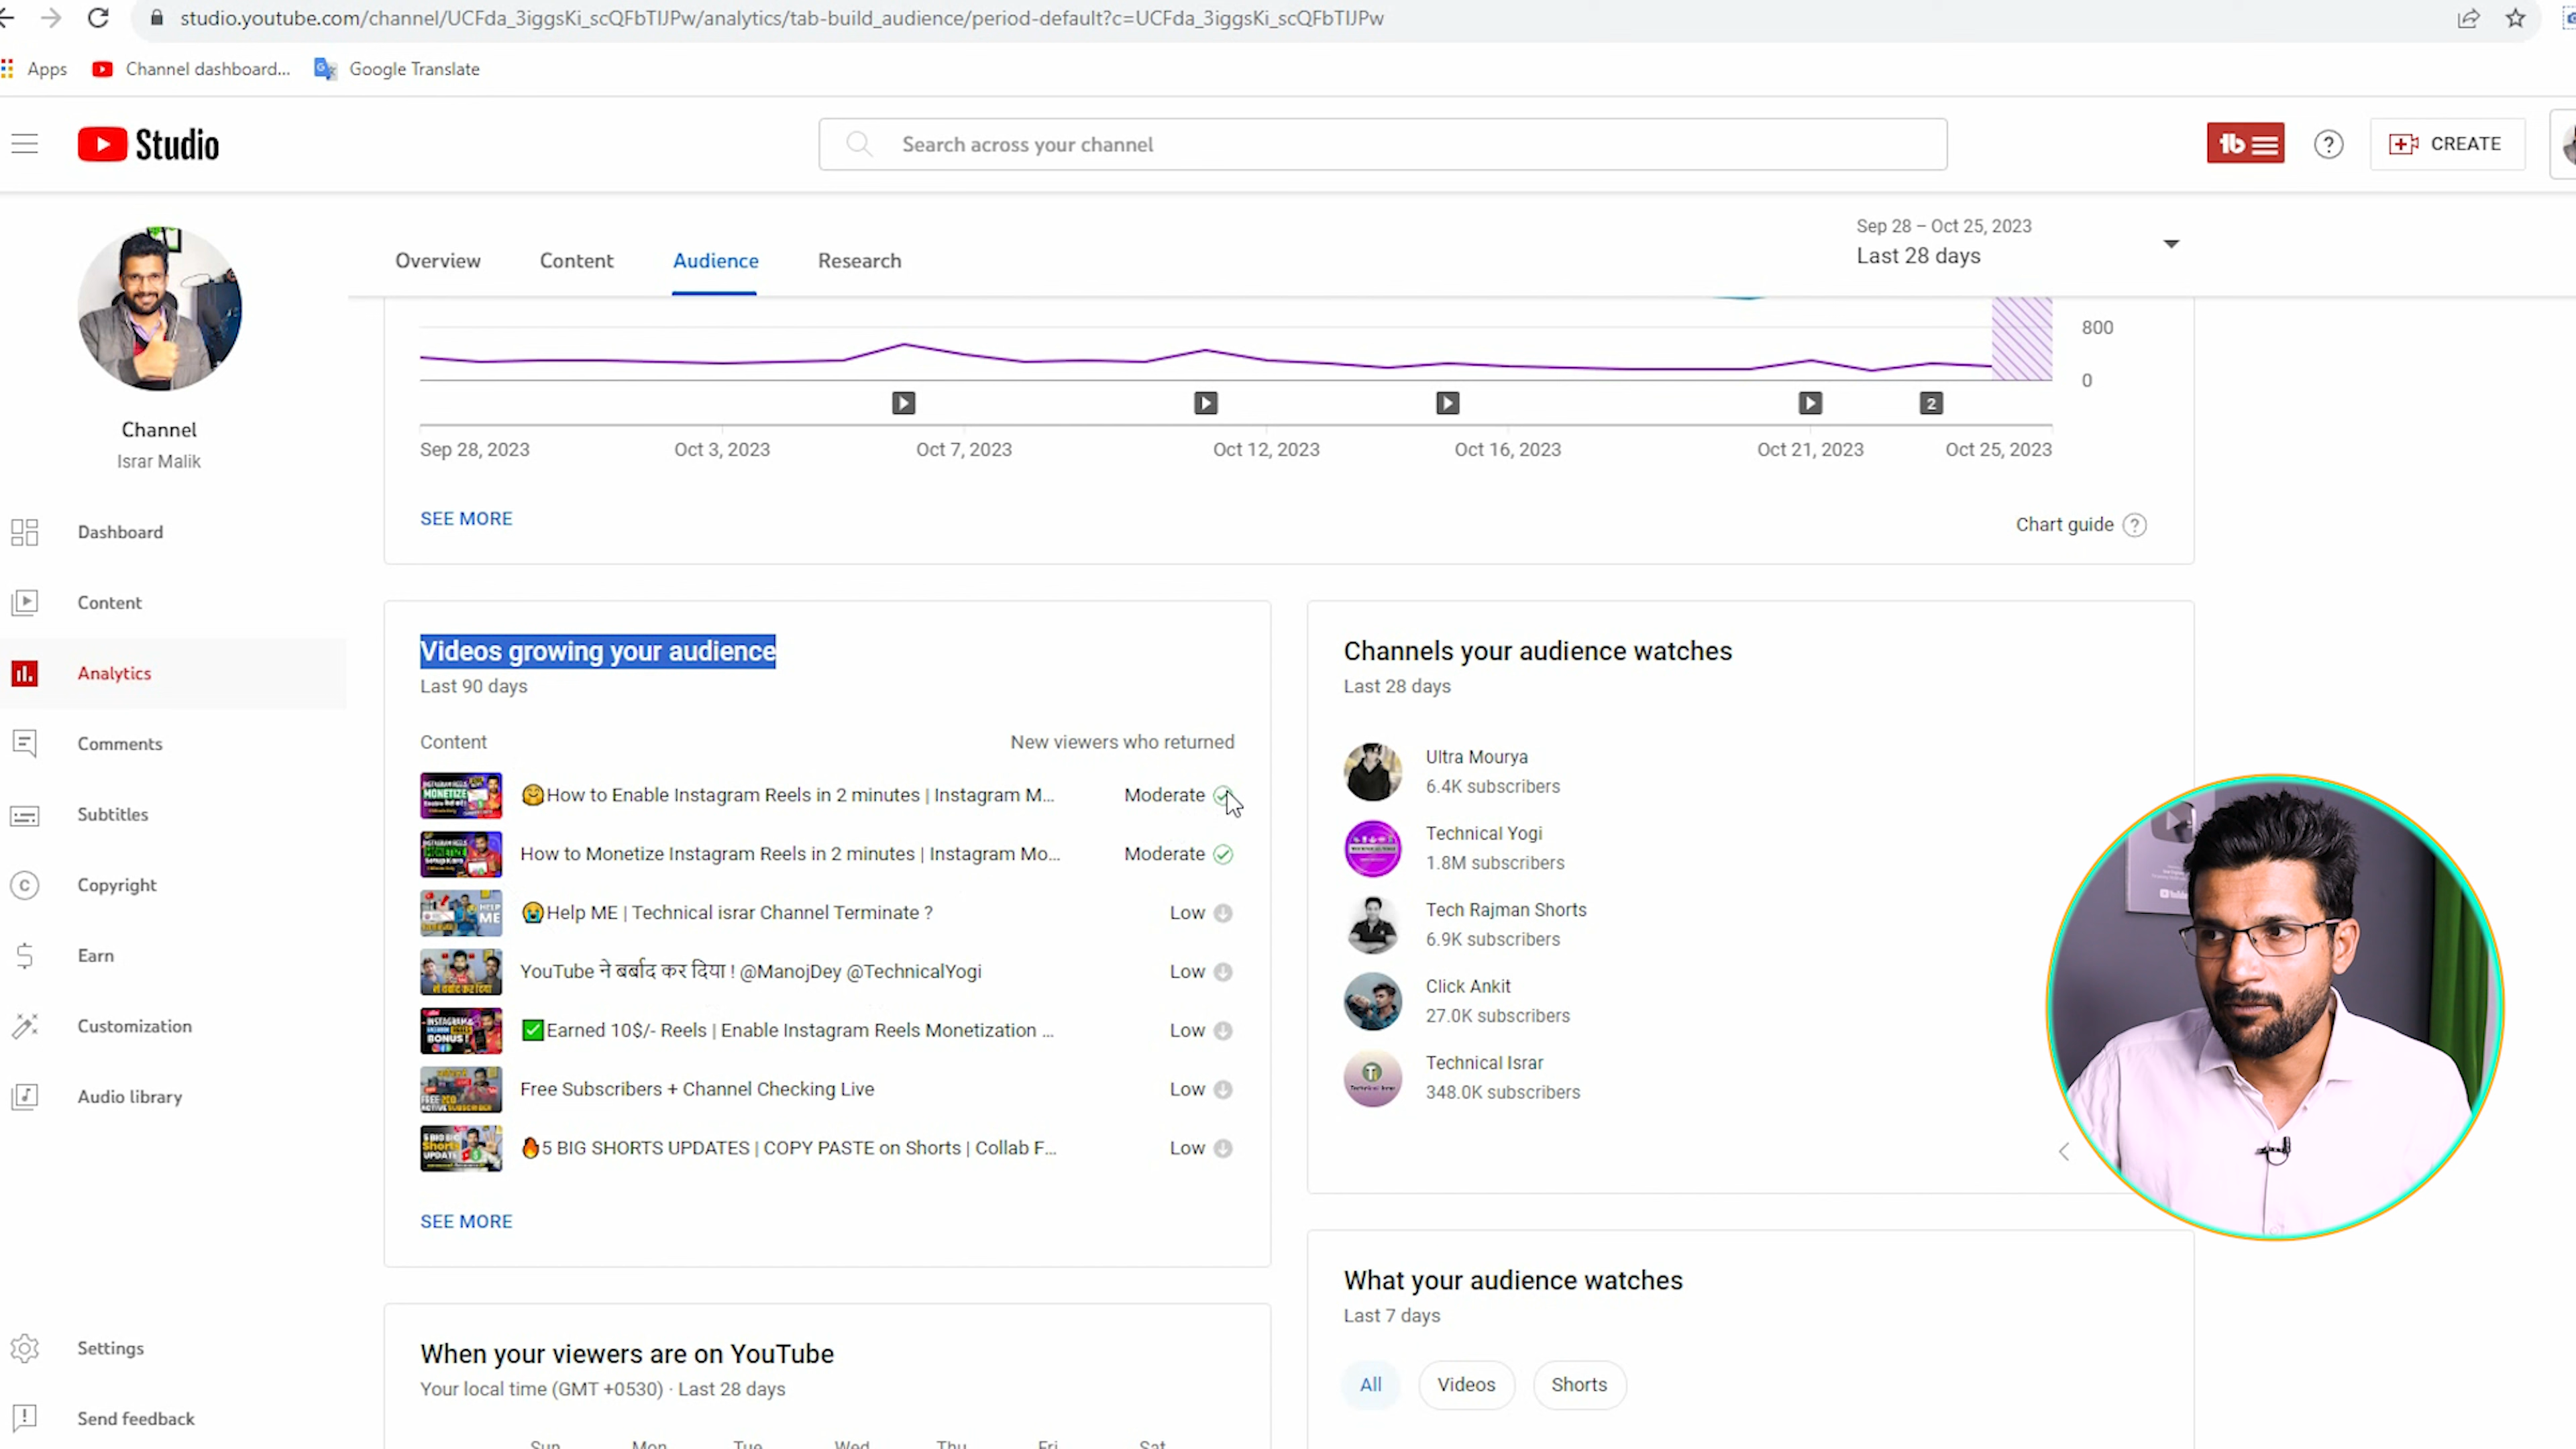 studio.youtube.com/channel/UCFda_3iggsKi_scQFbTIJPw/analytics/tab-build_audience/period-default?c=UCFda_3iggsKi_scQFbTIJPw
Apps
Channel dashboard...
Google Translate
Studio
Search across your channel
CREATE
Overview
Content
Audience
Research
Sep 28 – Oct 25, 2023
Last 28 days
800
0
2
Sep 28, 2023
Oct 3, 2023
Oct 7, 2023
Oct 12, 2023
Oct 16, 2023
Oct 21, 2023
Oct 25, 2023
SEE MORE
Chart guide
Channel
Israr Malik
Dashboard
Content
Analytics
Comments
Subtitles
Copyright
Earn
Customization
Audio library
Settings
Send feedback
Videos growing your audience
Last 90 days
Content
New viewers who returned
How to Enable Instagram Reels in 2 minutes | Instagram M...
Moderate
How to Monetize Instagram Reels in 2 minutes | Instagram Mo...
Moderate
Help ME | Technical israr Channel Terminate ?
Low
YouTube ने बर्बाद कर दिया ! @ManojDey @TechnicalYogi
Low
✅Earned 10$/- Reels | Enable Instagram Reels Monetization ...
Low
Free Subscribers + Channel Checking Live
Low
🔥5 BIG SHORTS UPDATES | COPY PASTE on Shorts | Collab F...
Low
SEE MORE
Channels your audience watches
Last 28 days
Ultra Mourya
6.4K subscribers
Technical Yogi
1.8M subscribers
Tech Rajman Shorts
6.9K subscribers
Click Ankit
27.0K subscribers
Technical Israr
348.0K subscribers
When your viewers are on YouTube
Your local time (GMT +0530) · Last 28 days
Sun
Mon
Tue
Wed
Thu
Fri
Sat
What your audience watches
Last 7 days
All
Videos
Shorts